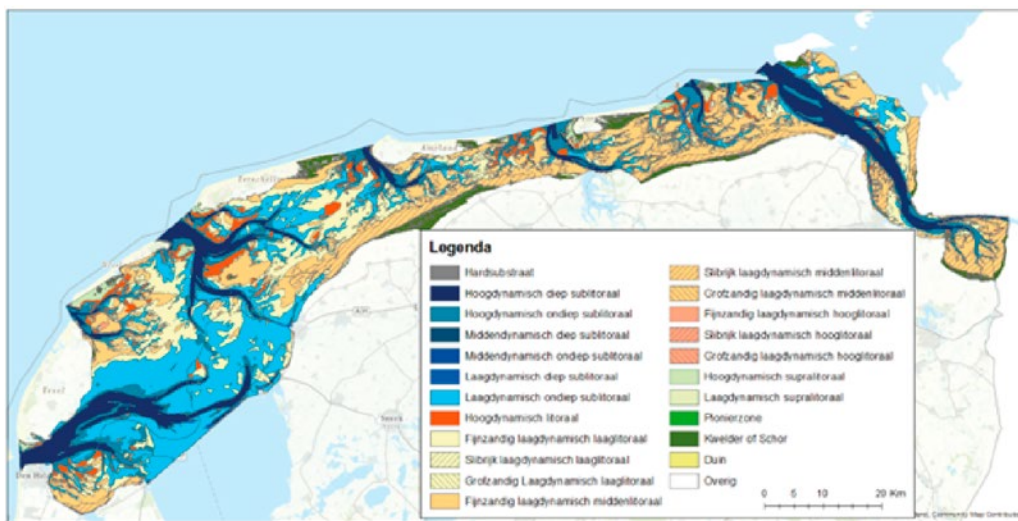 Terschelling
Ameland
Texel
Den Helder
Sneek
Legenda
Hardsubstraat
Hoogdynamisch diep sublitoraal
Hoogdynamisch ondiep sublitoraal
Middendynamisch diep sublitoraal
Middendynamisch ondiep sublitoraal
Laagdynamisch diep sublitoraal
Laagdynamisch ondiep sublitoraal
Hoogdynamisch litoraal
Fijnzandig laagdynamisch laaglitoraal
Slibrijk laagdynamisch laaglitoraal
Grofzandig Laagdynamisch laaglitoraal
Fijnzandig laagdynamisch middenlitoraal
Slibrijk laagdynamisch middenlitoraal
Grofzandig laagdynamisch middenlitoraal
Fijnzandig laagdynamisch hooglitoraal
Slibrijk laagdynamisch hooglitoraal
Grofzandig laagdynamisch hooglitoraal
Hoogdynamisch supralitoraal
Laagdynamisch supralitoraal
Pionierzone
Kwelder of Schor
Duin
Overig
0 5 10 20 Km
Community Map Contributors